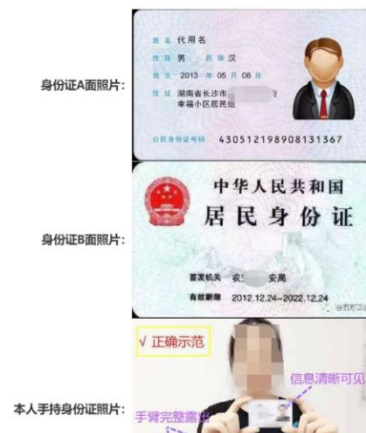 身份证A面照片:
姓名 代用名
性别 男 民族 汉
出生 2013 年 05 月 06 日
住址 湖南省长沙市
幸福小区居民组
公民身份证号码 430512198908131367
身份证B面照片:
中华人民共和国
居民身份证
签发机关 安局
有效期限 2012.12.24-2022.12.24
√ 正确示范
信息清晰可见
本人手持身份证照片:
手臂完整露出